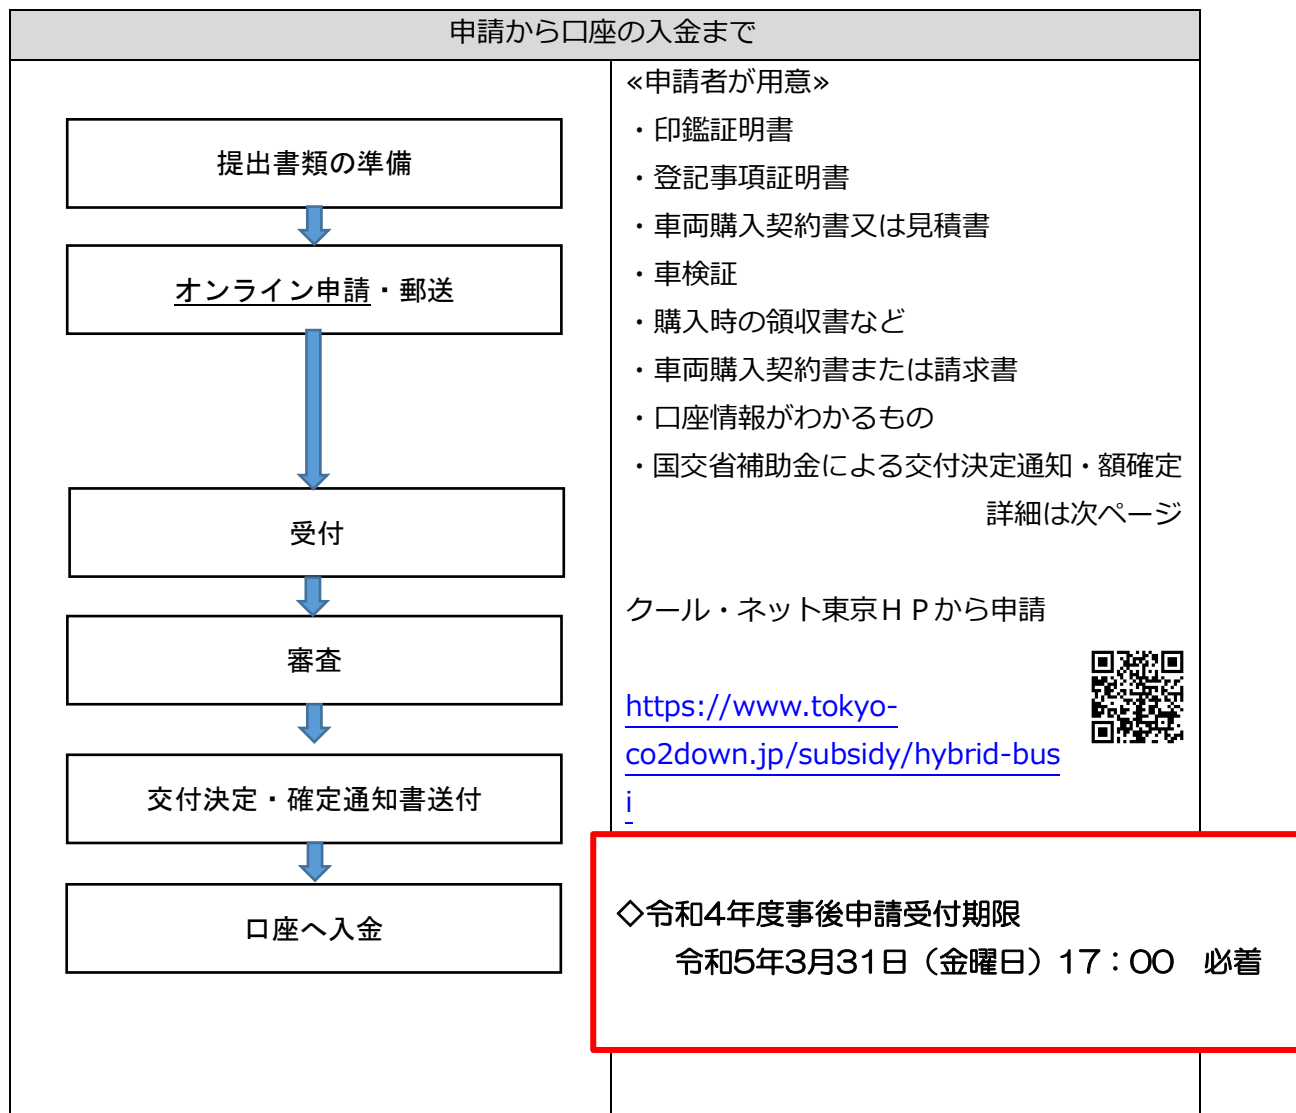 申請から口座の入金まで
提出書類の準備
オンライン申請・郵送
受付
審査
交付決定・確定通知書送付
口座へ入金
≪申請者が用意≫
・印鑑証明書
・登記事項証明書
・車両購入契約書又は見積書
・車検証
・購入時の領収書など
・車両購入契約書または請求書
・口座情報がわかるもの
・国交省補助金による交付決定通知・額確定
詳細は次ページ
クール・ネット東京ＨＰから申請
https://www.tokyo-
co2down.jp/subsidy/hybrid-bus
i
◇令和4年度事後申請受付期限
令和5年3月31日（金曜日）17：00　必着